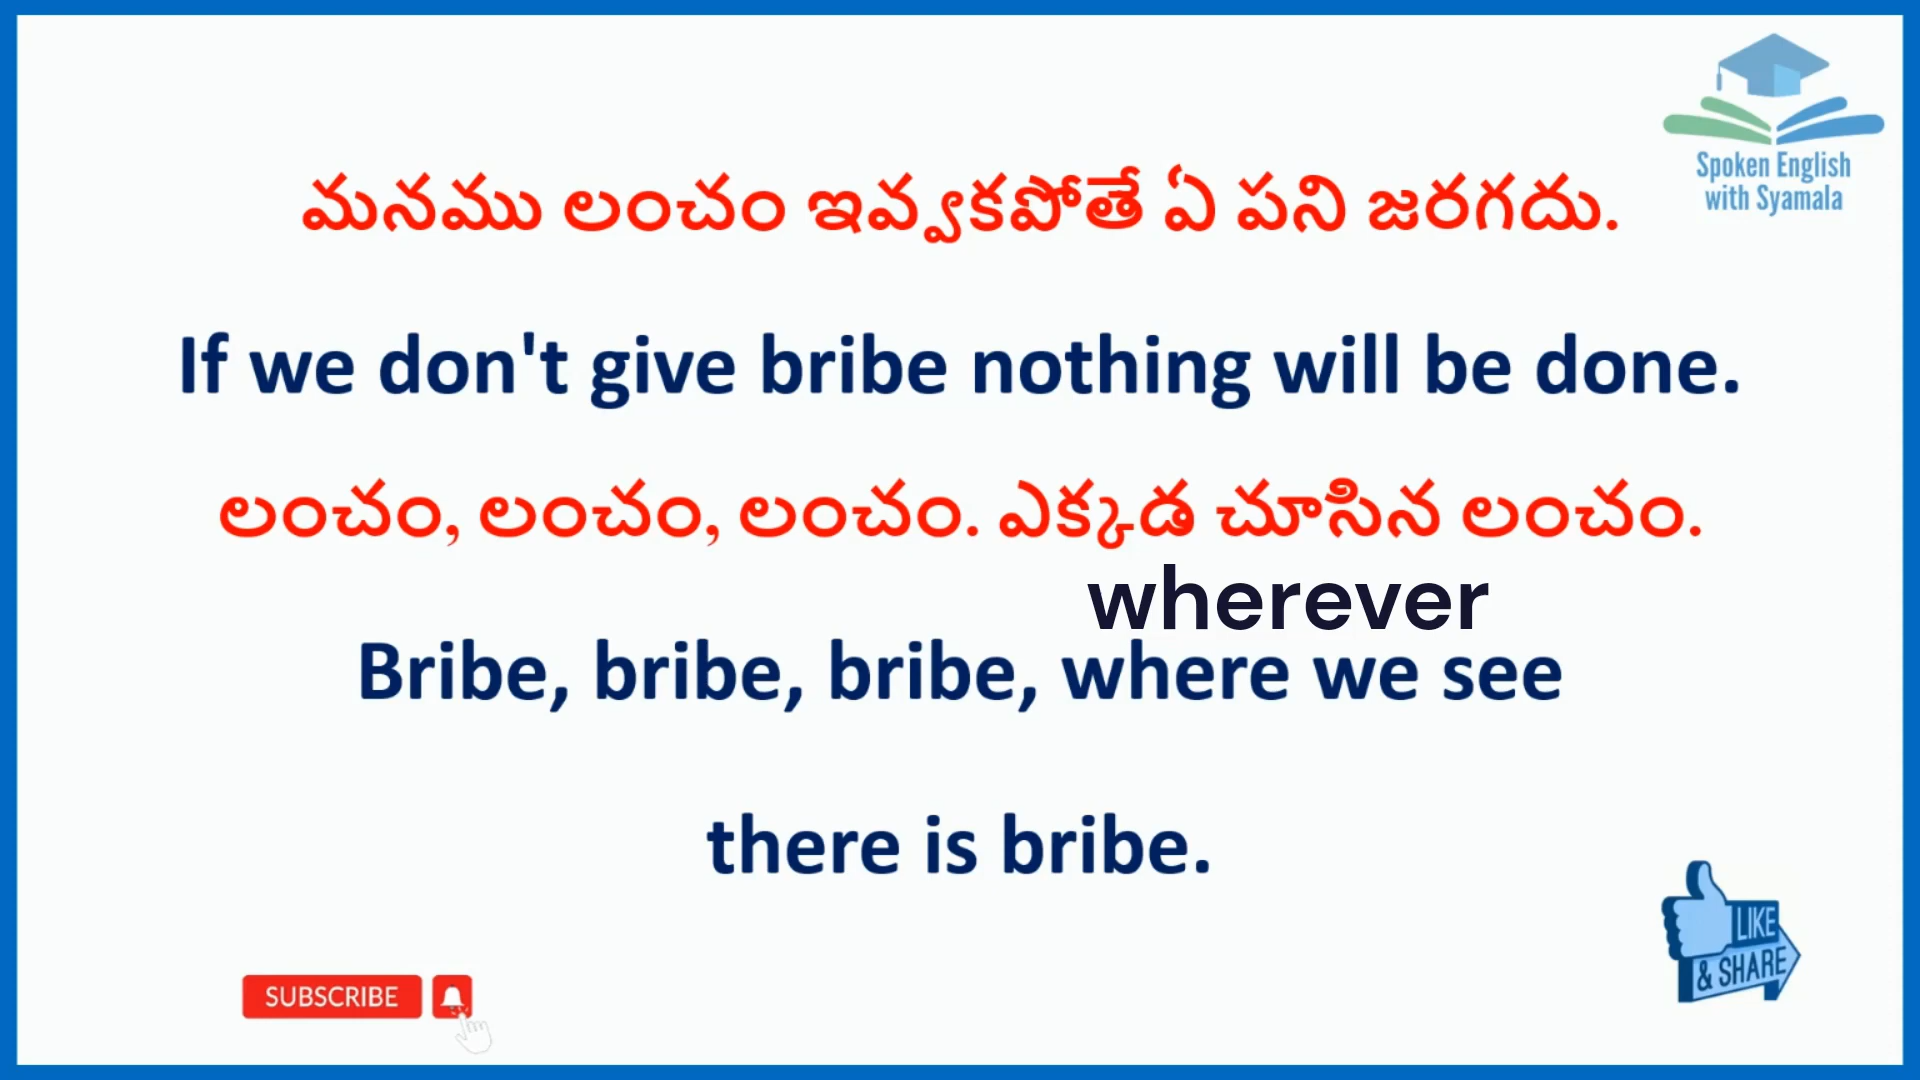 Spoken English
with Syamala
మనము లంచం ఇవ్వకపోతే ఏ పని జరగదు.
If we don't give bribe nothing will be done.
లంచం, లంచం, లంచం. ఎక్కడ చూసిన లంచం.
wherever
Bribe, bribe, bribe, where we see
there is bribe.
LIKE
& SHARE
SUBSCRIBE